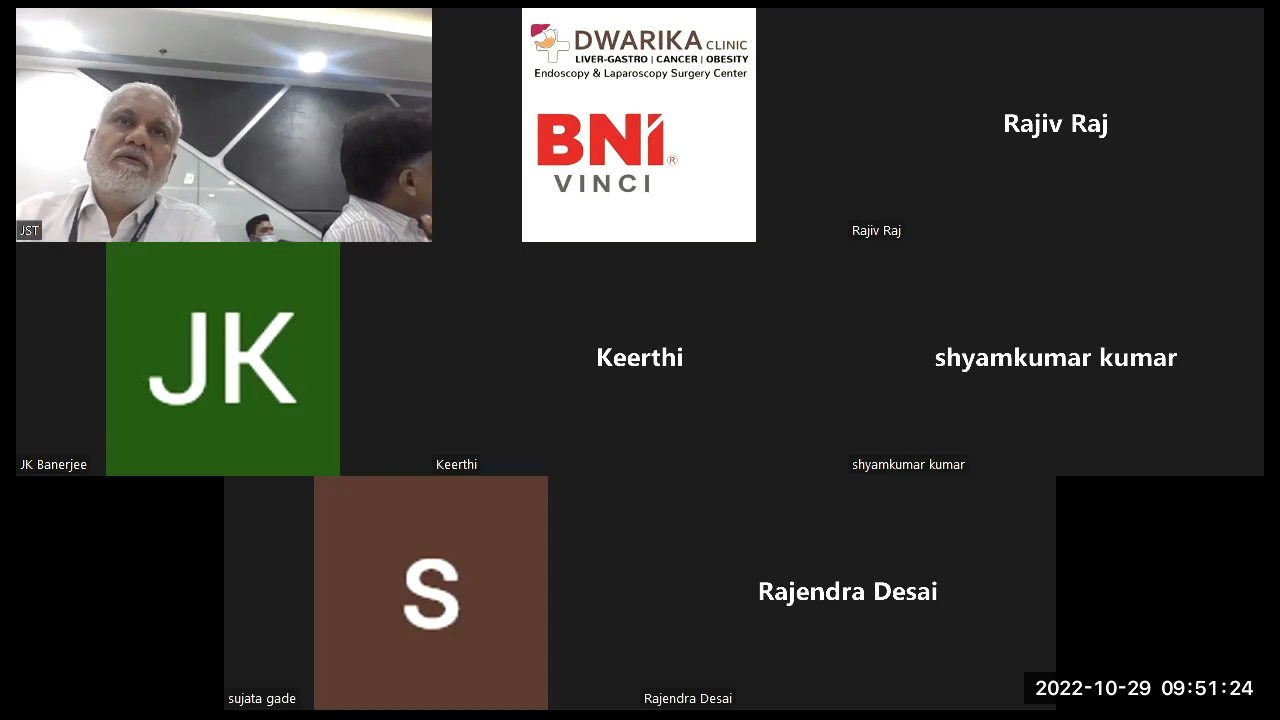 JST
DWARIKA CLINIC
LIVER-GASTRO | CANCER | OBESITY
Endoscopy & Laparoscopy Surgery Center
BNI®
VINCI
Rajiv Raj
Rajiv Raj
JK
JK Banerjee
Keerthi
Keerthi
shyamkumar kumar
shyamkumar kumar
S
sujata gade
Rajendra Desai
Rajendra Desai
2022-10-29 09:51:24